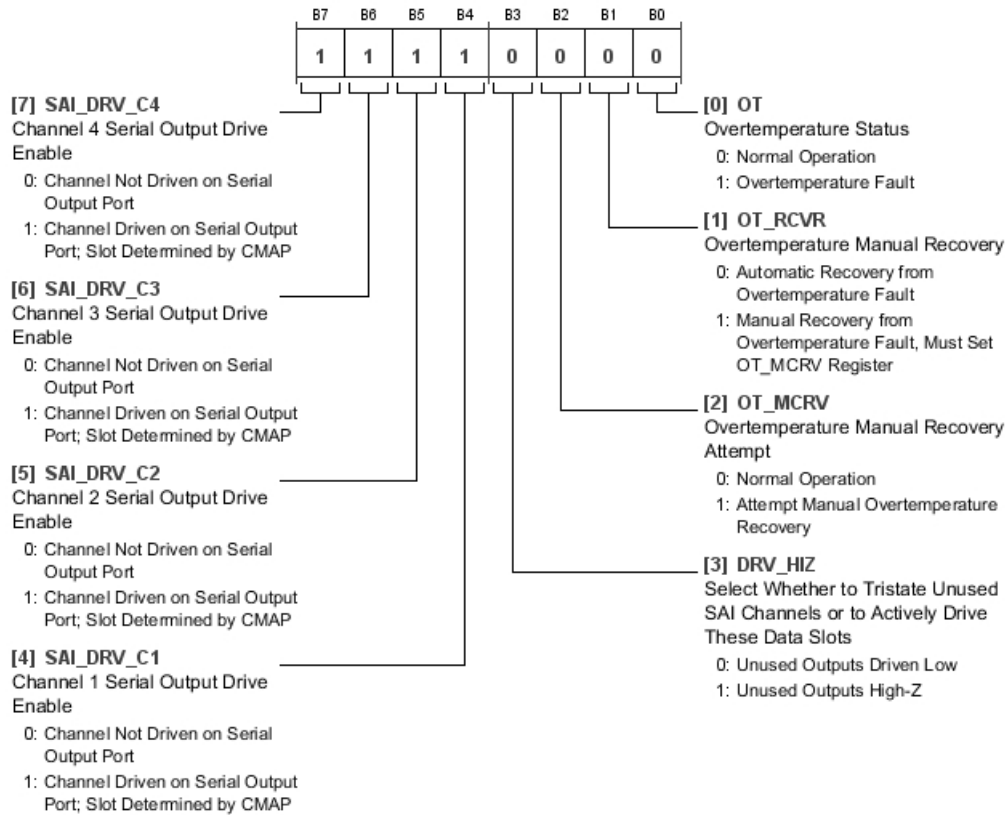 B7 B6 B5 B4 B3 B2 B1 B0
1 1 1 1 0 0 0 0
[7] SAI_DRV_C4
Channel 4 Serial Output Drive
Enable
0: Channel Not Driven on Serial
Output Port
1: Channel Driven on Serial Output
Port; Slot Determined by CMAP
[6] SAI_DRV_C3
Channel 3 Serial Output Drive
Enable
0: Channel Not Driven on Serial
Output Port
1: Channel Driven on Serial Output
Port; Slot Determined by CMAP
[5] SAI_DRV_C2
Channel 2 Serial Output Drive
Enable
0: Channel Not Driven on Serial
Output Port
1: Channel Driven on Serial Output
Port; Slot Determined by CMAP
[4] SAI_DRV_C1
Channel 1 Serial Output Drive
Enable
0: Channel Not Driven on Serial
Output Port
1: Channel Driven on Serial Output
Port; Slot Determined by CMAP
[0] OT
Overtemperature Status
0: Normal Operation
1: Overtemperature Fault
[1] OT_RCVR
Overtemperature Manual Recovery
0: Automatic Recovery from
Overtemperature Fault
1: Manual Recovery from
Overtemperature Fault, Must Set
OT_MCRV Register
[2] OT_MCRV
Overtemperature Manual Recovery
Attempt
0: Normal Operation
1: Attempt Manual Overtemperature
Recovery
[3] DRV_HIZ
Select Whether to Tristate Unused
SAI Channels or to Actively Drive
These Data Slots
0: Unused Outputs Driven Low
1: Unused Outputs High-Z